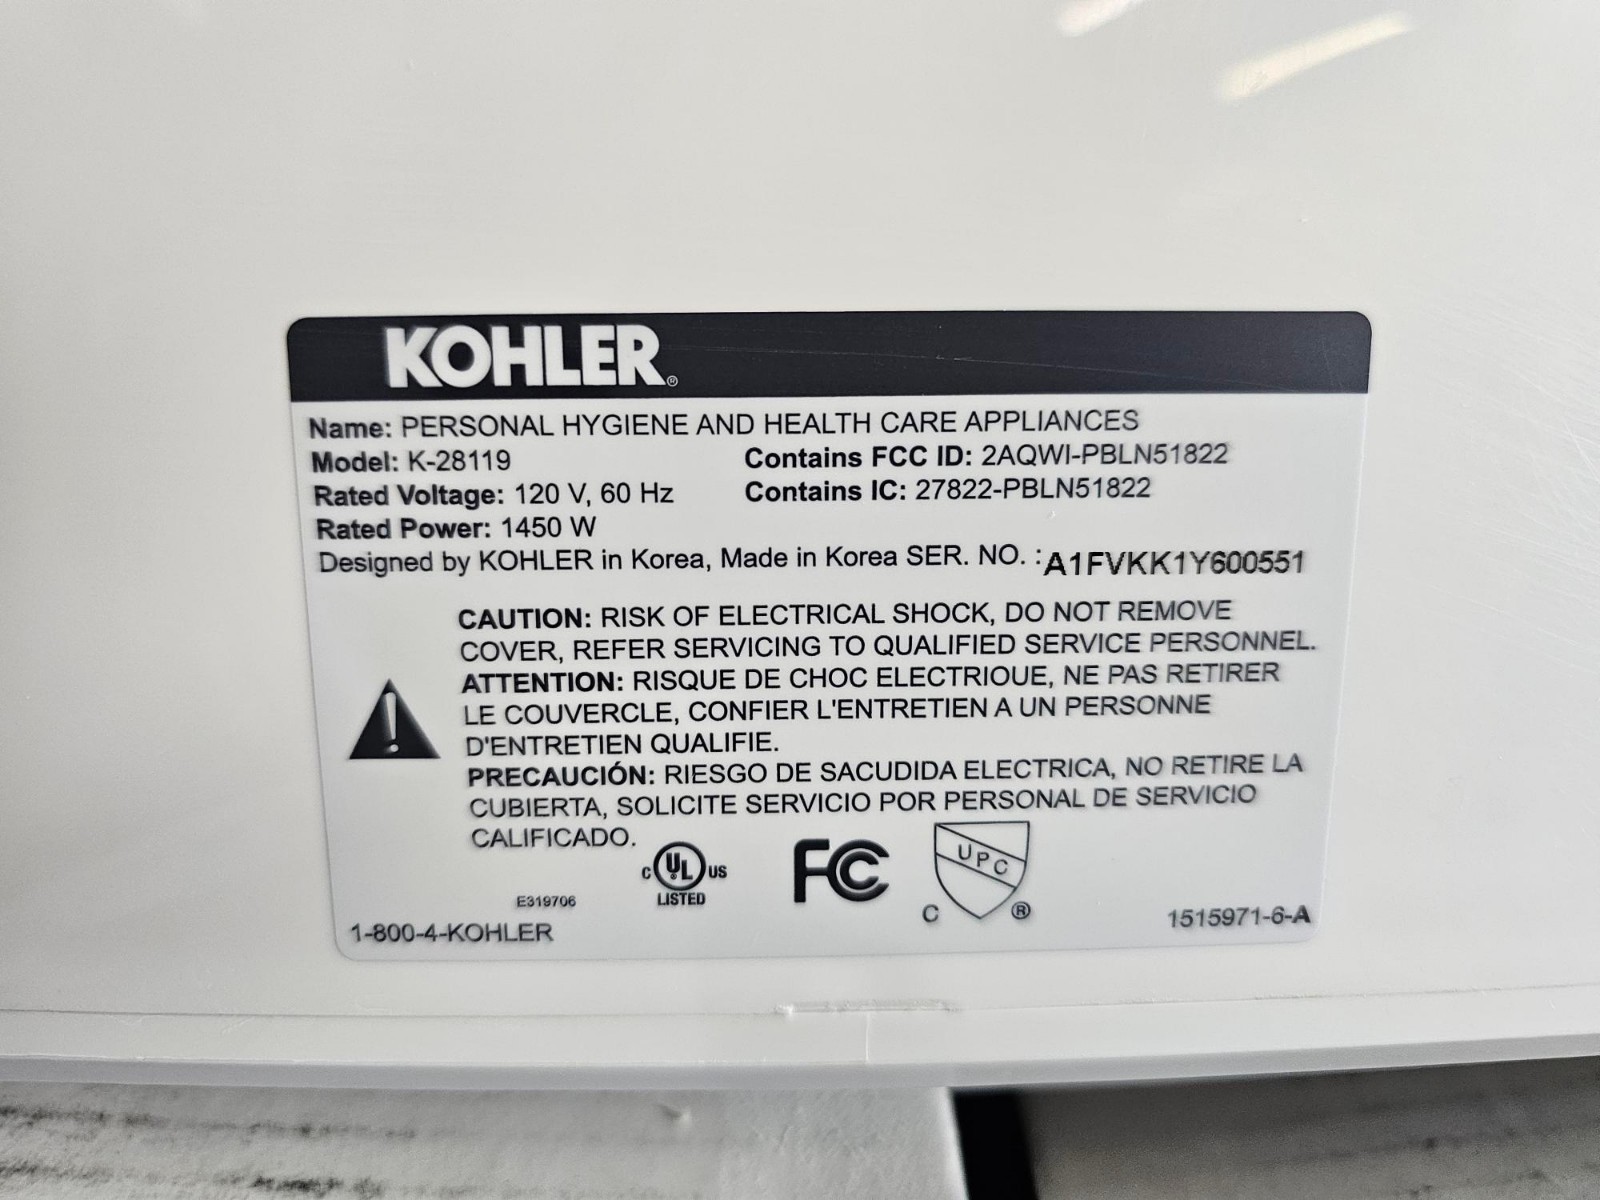 KOHLER®
Name: PERSONAL HYGIENE AND HEALTH CARE APPLIANCES
Model: K-28119 Contains FCC ID: 2AQWI-PBLN51822
Rated Voltage: 120 V, 60 Hz Contains IC: 27822-PBLN51822
Rated Power: 1450 W
Designed by KOHLER in Korea, Made in Korea SER. NO. :A1FVKK1Y600551
CAUTION: RISK OF ELECTRICAL SHOCK, DO NOT REMOVE
COVER, REFER SERVICING TO QUALIFIED SERVICE PERSONNEL.
ATTENTION: RISQUE DE CHOC ELECTRIOUE, NE PAS RETIRER
LE COUVERCLE, CONFIER L'ENTRETIEN A UN PERSONNE
D'ENTRETIEN QUALIFIE.
PRECAUCIÓN: RIESGO DE SACUDIDA ELECTRICA, NO RETIRE LA
CUBIERTA, SOLICITE SERVICIO POR PERSONAL DE SERVICIO
CALIFICADO.
C UL US
LISTED
FC
UPC
C ®
E319706
1-800-4-KOHLER
1515971-6-A